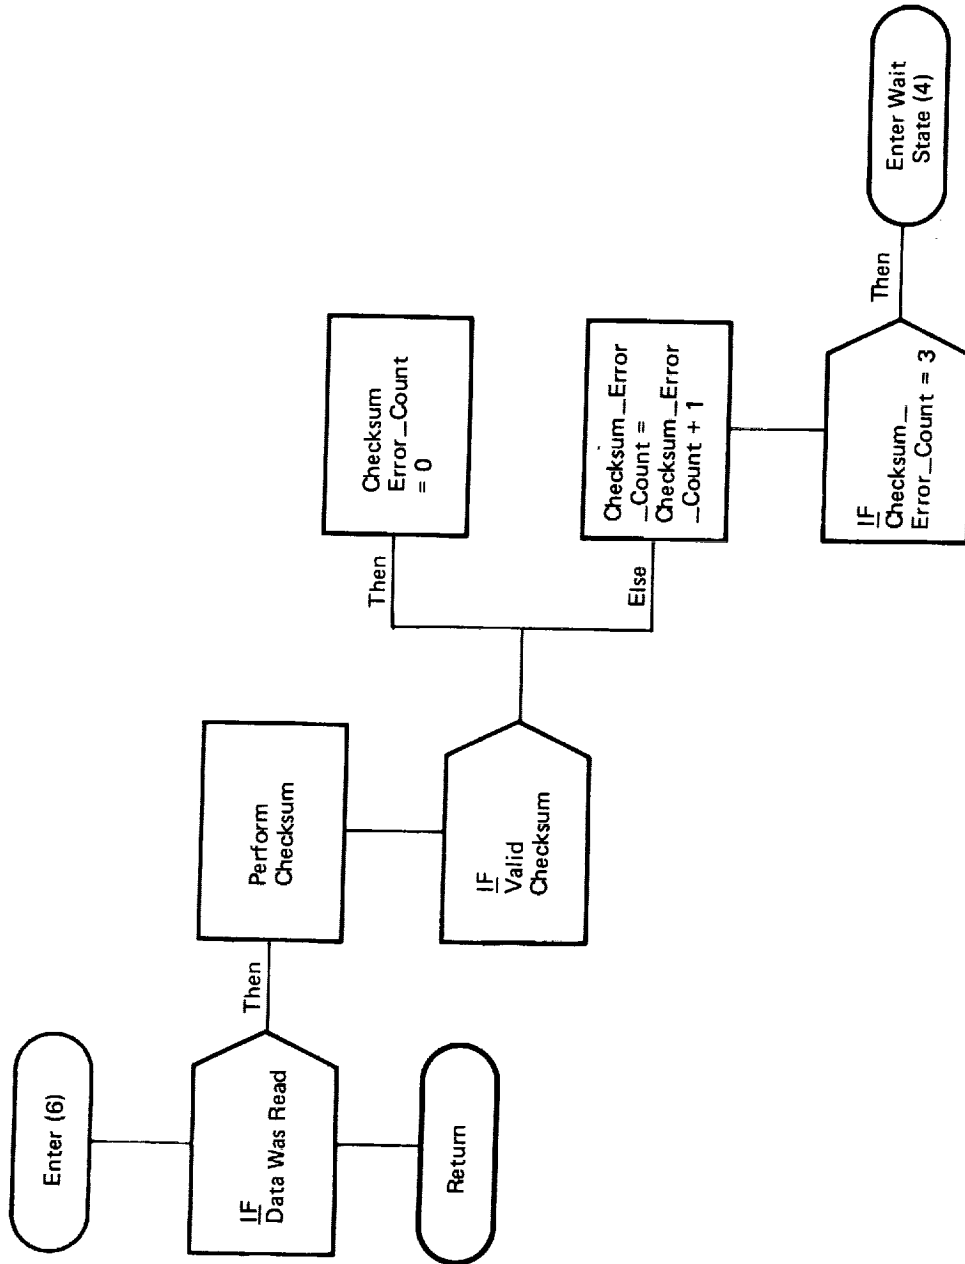 Enter (6)
IF
Data Was Read
Return
Then
Perform
Checksum
IF
Valid
Checksum
Then
Checksum
Error_Count
= 0
Else
Checksum_Error
_Count =
Checksum_Error
_Count + 1
IF
Checksum_
Error_Count = 3
Then
Enter Wait
State (4)